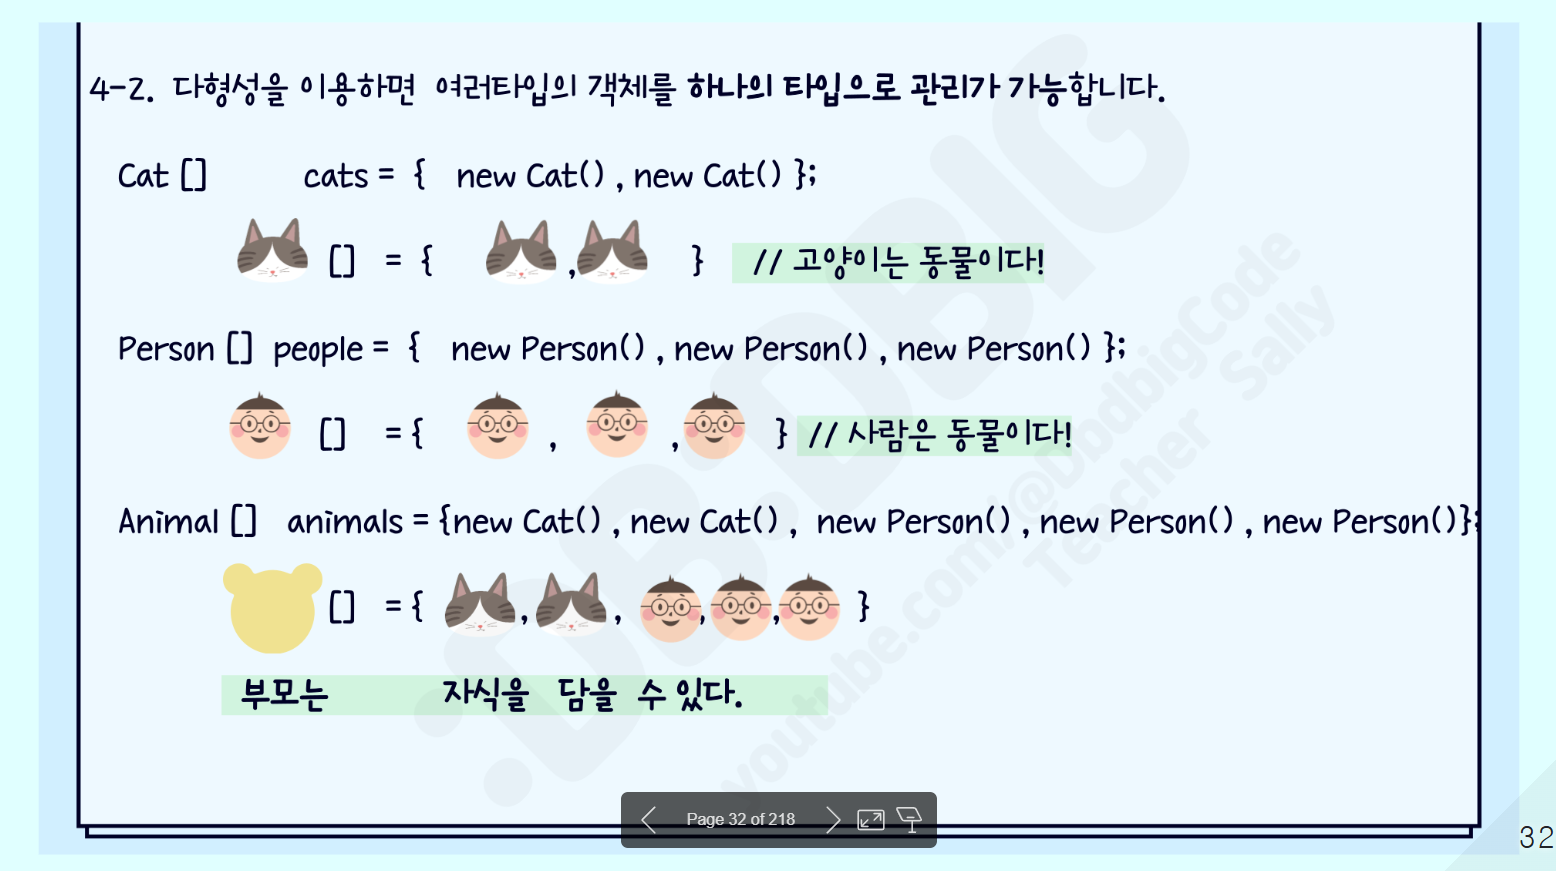 4-2. 다형성을 이용하면 여러타입의 객체를 하나의 타입으로 관리가 가능합니다.
Cat [] cats = { new Cat() , new Cat() };
[] = { , } // 고양이는 동물이다!
Person [] people = { new Person() , new Person() , new Person() };
[] = { , , } // 사람은 동물이다!
Animal [] animals = {new Cat() , new Cat() , new Person() , new Person() , new Person()};
[] = { , , , , }
부모는 자식을 담을 수 있다.
DB:DBIG
youtube.com/@DbdbigCode
Teacher Sally
Page 32 of 218
32